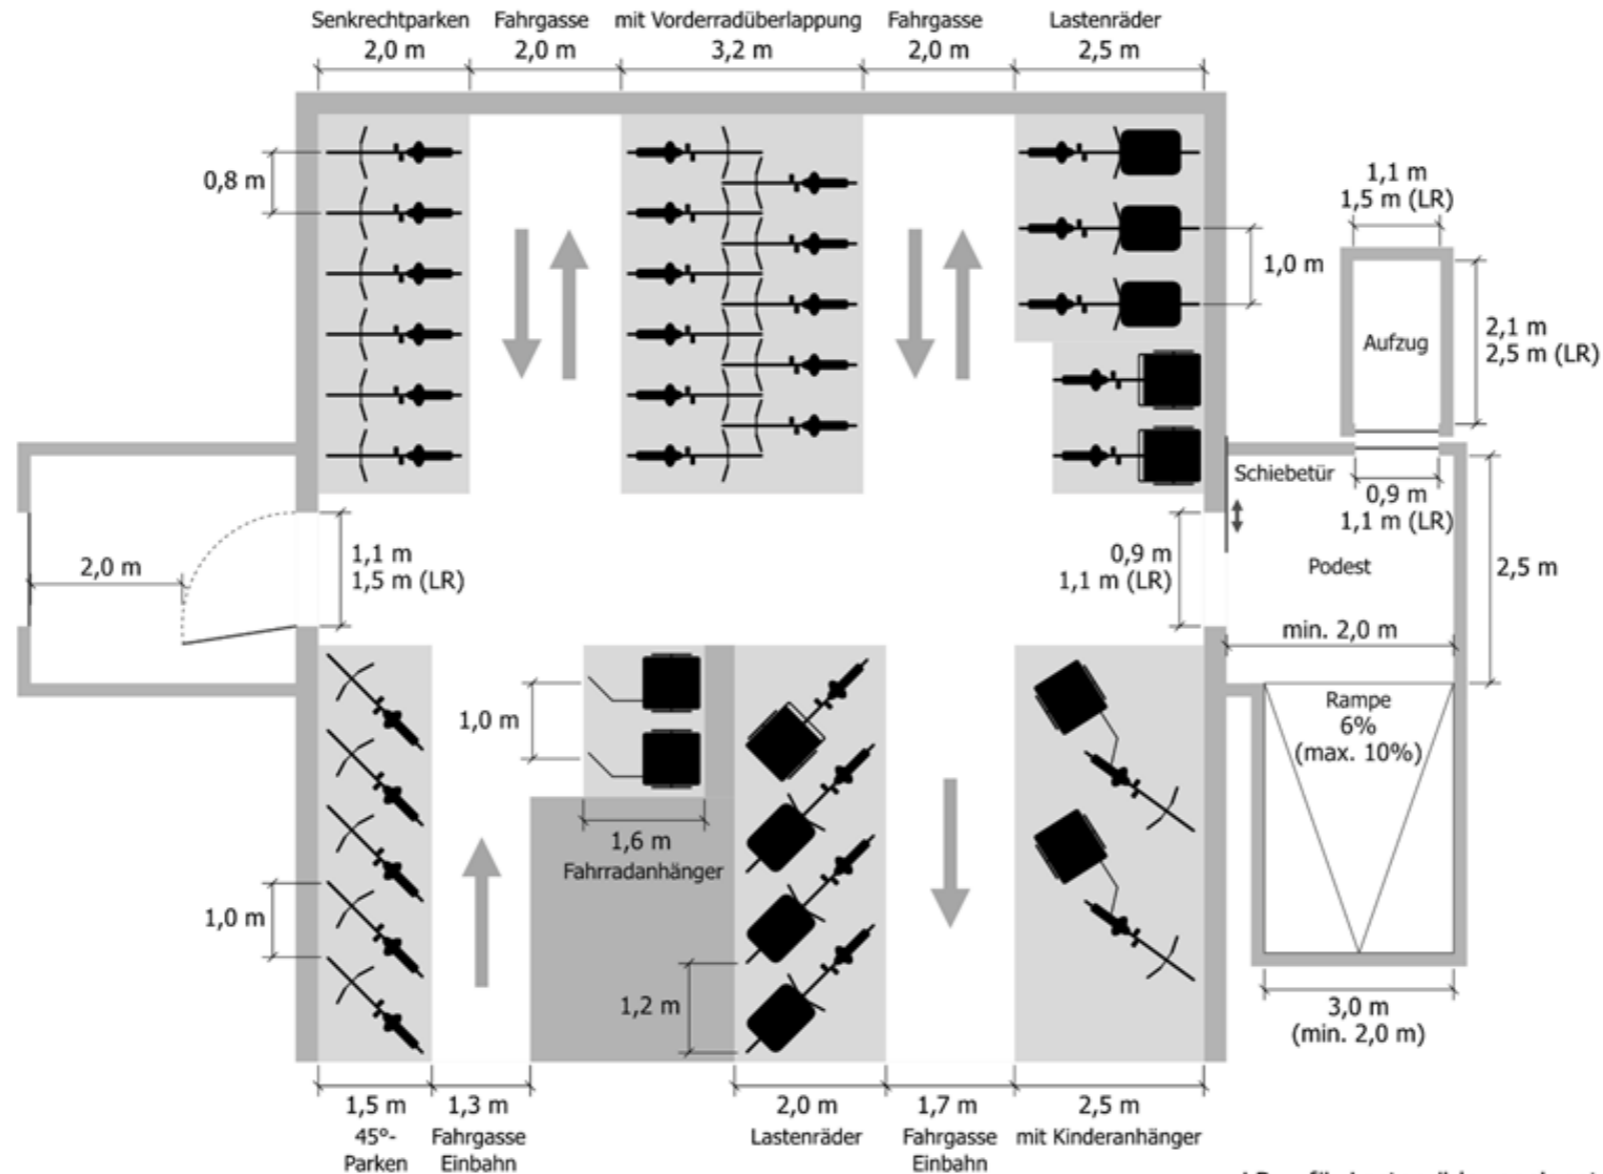 Senkrechtparken
2,0 m
Fahrgasse
2,0 m
mit Vorderradüberlappung
3,2 m
Fahrgasse
2,0 m
Lastenräder
2,5 m
0,8 m
1,1 m
1,5 m (LR)
1,0 m
Aufzug
2,1 m
2,5 m (LR)
Schiebetür
0,9 m
1,1 m (LR)
2,0 m
1,1 m
1,5 m (LR)
0,9 m
1,1 m (LR)
Podest
2,5 m
min. 2,0 m
1,0 m
Rampe
6%
(max. 10%)
1,6 m
Fahrradanhänger
1,0 m
1,2 m
3,0 m
(min. 2,0 m)
1,5 m
45°-
Parken
1,3 m
Fahrgasse
Einbahn
2,0 m
Lastenräder
1,7 m
Fahrgasse
Einbahn
2,5 m
mit Kinderanhänger